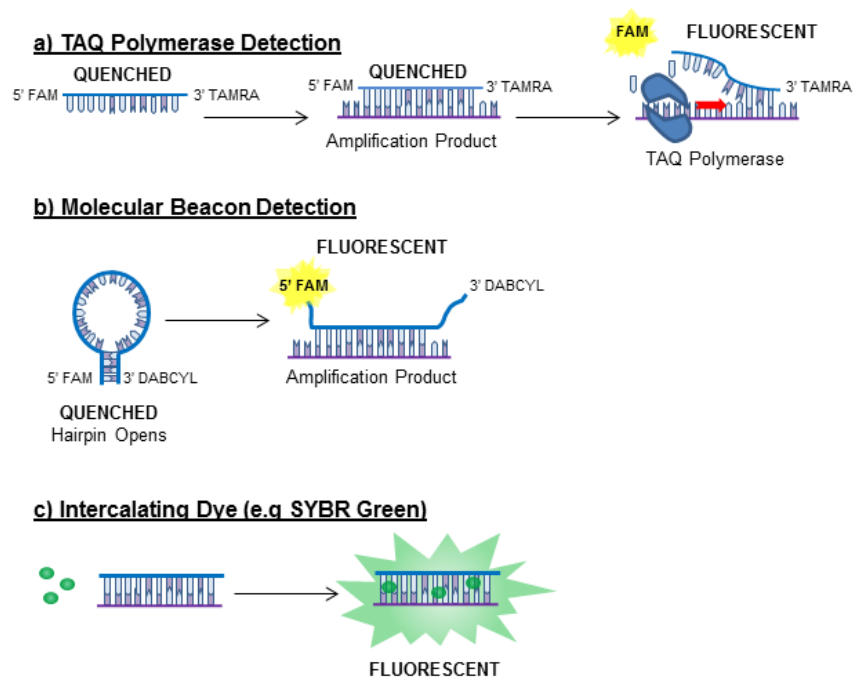 a) TAQ Polymerase Detection
QUENCHED
5' FAM
3' TAMRA
QUENCHED
5' FAM
3' TAMRA
Amplification Product
FAM
FLUORESCENT
3' TAMRA
TAQ Polymerase
b) Molecular Beacon Detection
FLUORESCENT
5' FAM
3' DABCYL
Amplification Product
5' FAM
3' DABCYL
QUENCHED
Hairpin Opens
c) Intercalating Dye (e.g SYBR Green)
FLUORESCENT